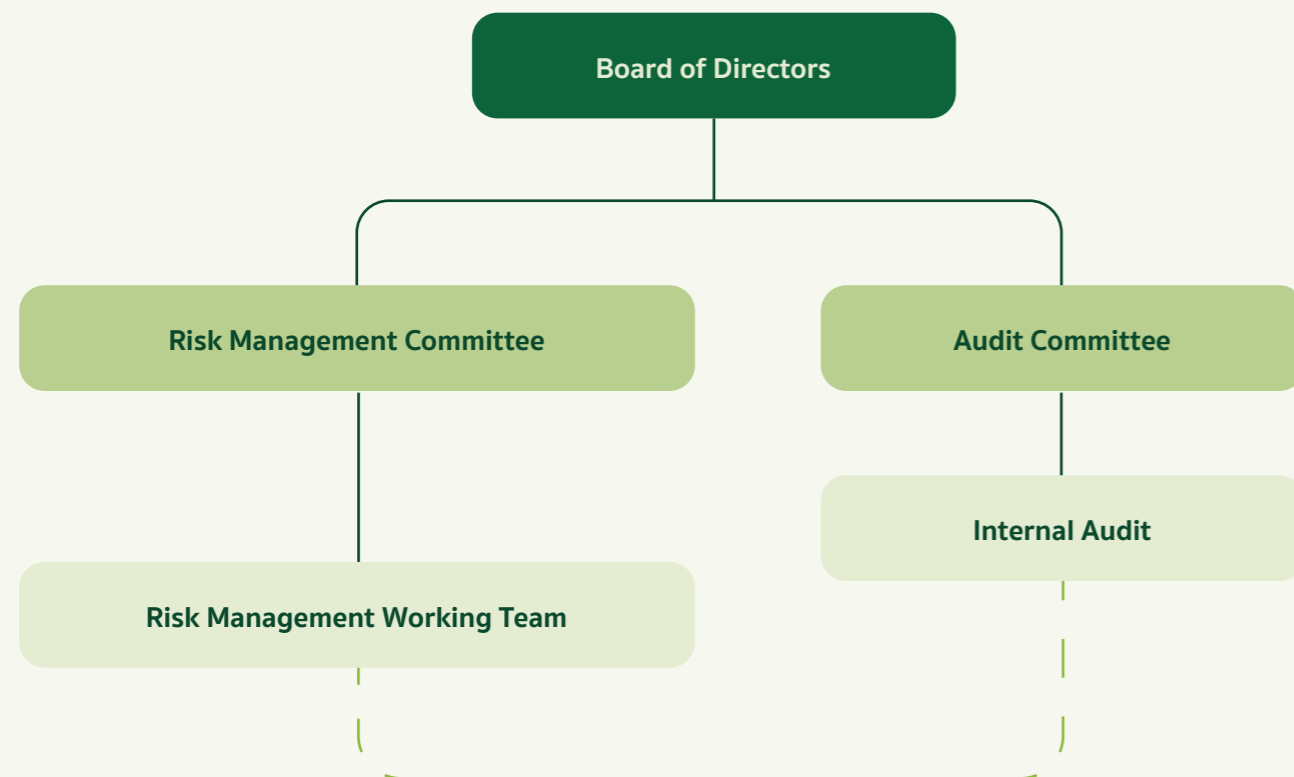 Board of Directors
Risk Management Committee
Audit Committee
Internal Audit
Risk Management Working Team